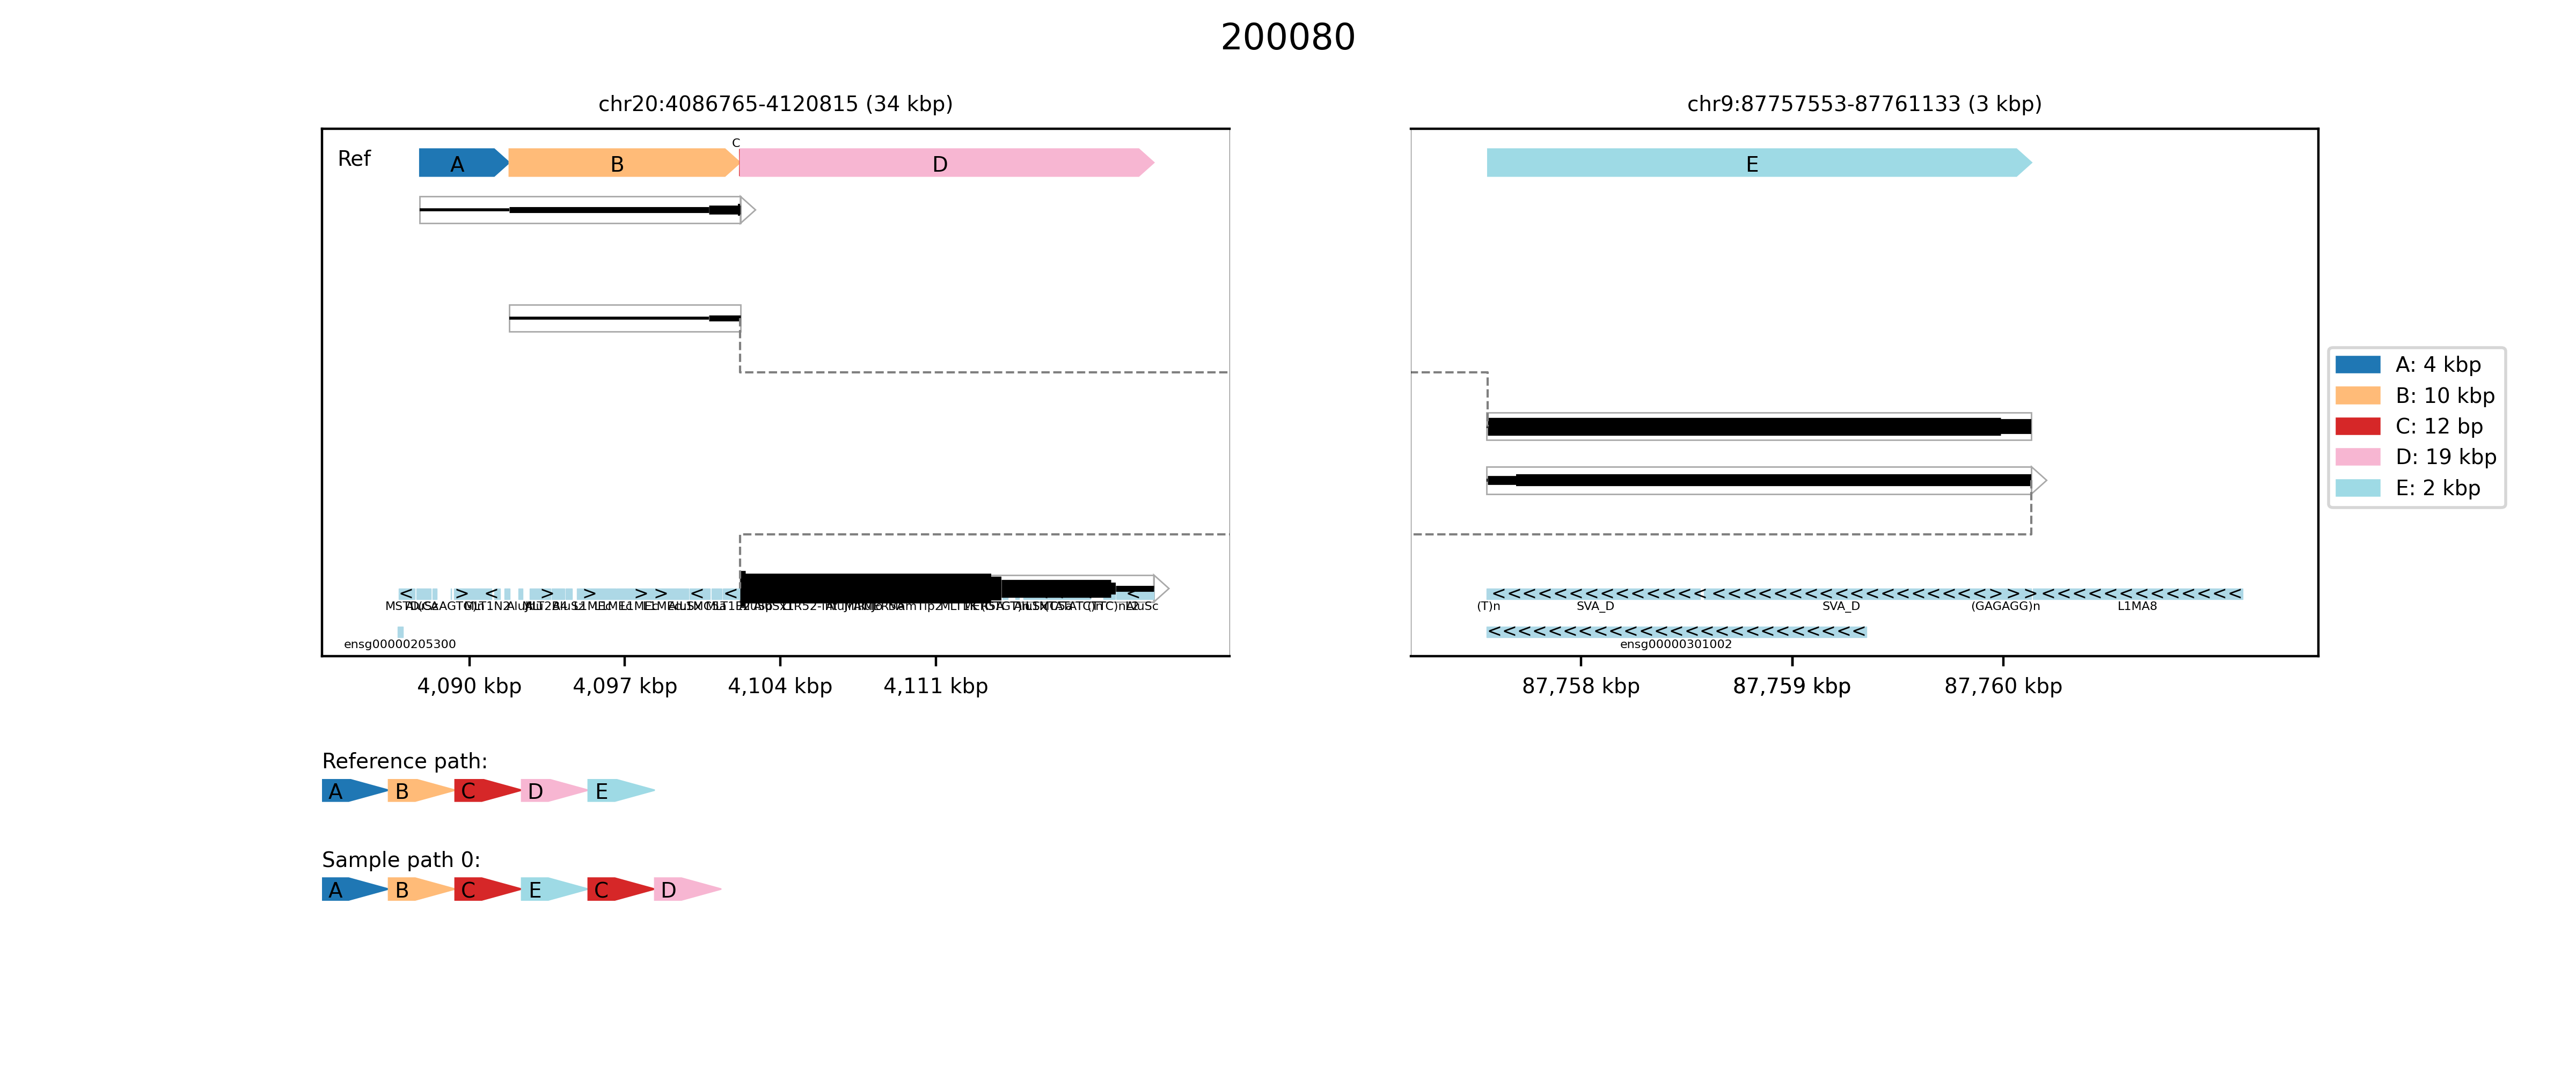 200080
chr20:4086765-4120815 (34 kbp)
chr9:87757553-87761133 (3 kbp)
Ref
A
B
C
D
E
A: 4 kbp
B: 10 kbp
C: 12 bp
D: 19 kbp
E: 2 kbp
(T)n
SVA_D
SVA_D
(GAGAGG)n
L1MA8
ensg00000205300
ensg00000301002
4,090 kbp
4,097 kbp
4,104 kbp
4,111 kbp
87,758 kbp
87,759 kbp
87,760 kbp
Reference path:
A B C D E
Sample path 0:
A B C E C D